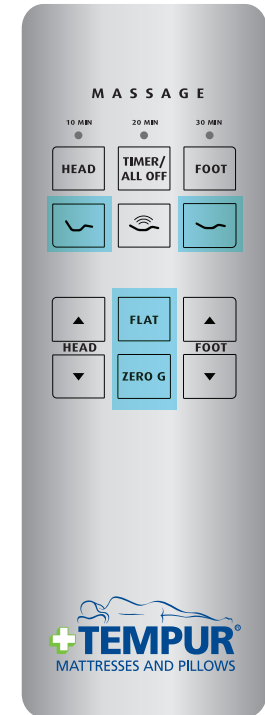 MASSAGE
10 MIN 20 MIN 30 MIN
HEAD TIMER/ ALL OFF FOOT
FLAT
HEAD FOOT
ZERO G
TEMPUR®
MATTRESSES AND PILLOWS